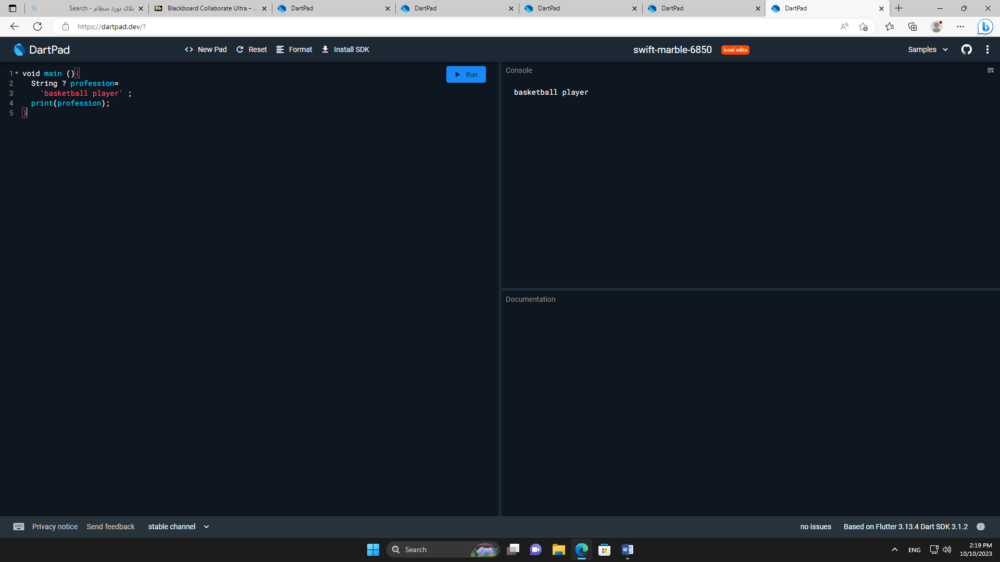 Search - بلاك بورد سطام
Blackboard Collaborate Ultra –
DartPad
DartPad
DartPad
DartPad
DartPad
https://dartpad.dev/?
DartPad
New Pad
Reset
Format
Install SDK
swift-marble-6850
local edits
Samples
1 void main (){
2 String ? profession=
3 'basketball player' ;
4 print(profession);
5 }
Run
Console
basketball player
Documentation
Privacy notice
Send feedback
stable channel
no issues
Based on Flutter 3.13.4 Dart SDK 3.1.2
Search
ENG
2:19 PM
10/10/2023